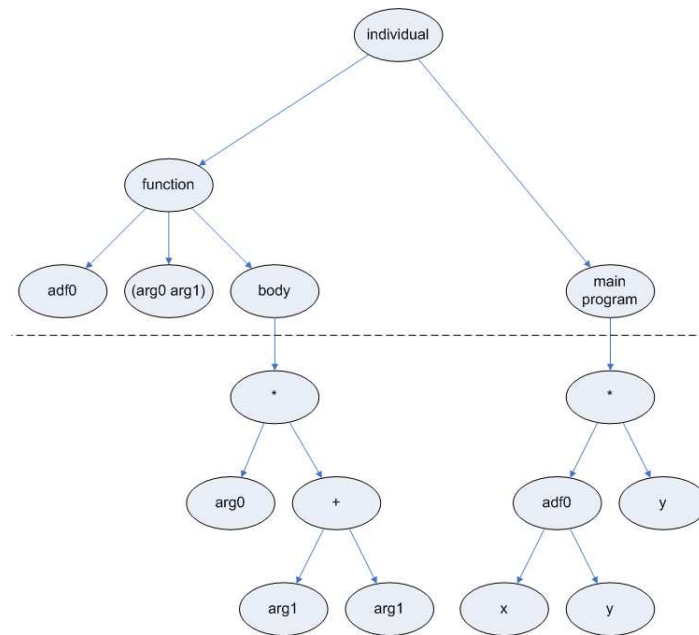 individual
function
adf0
(arg0 arg1)
body
main
program
*
*
arg0
+
adf0
y
arg1
arg1
x
y